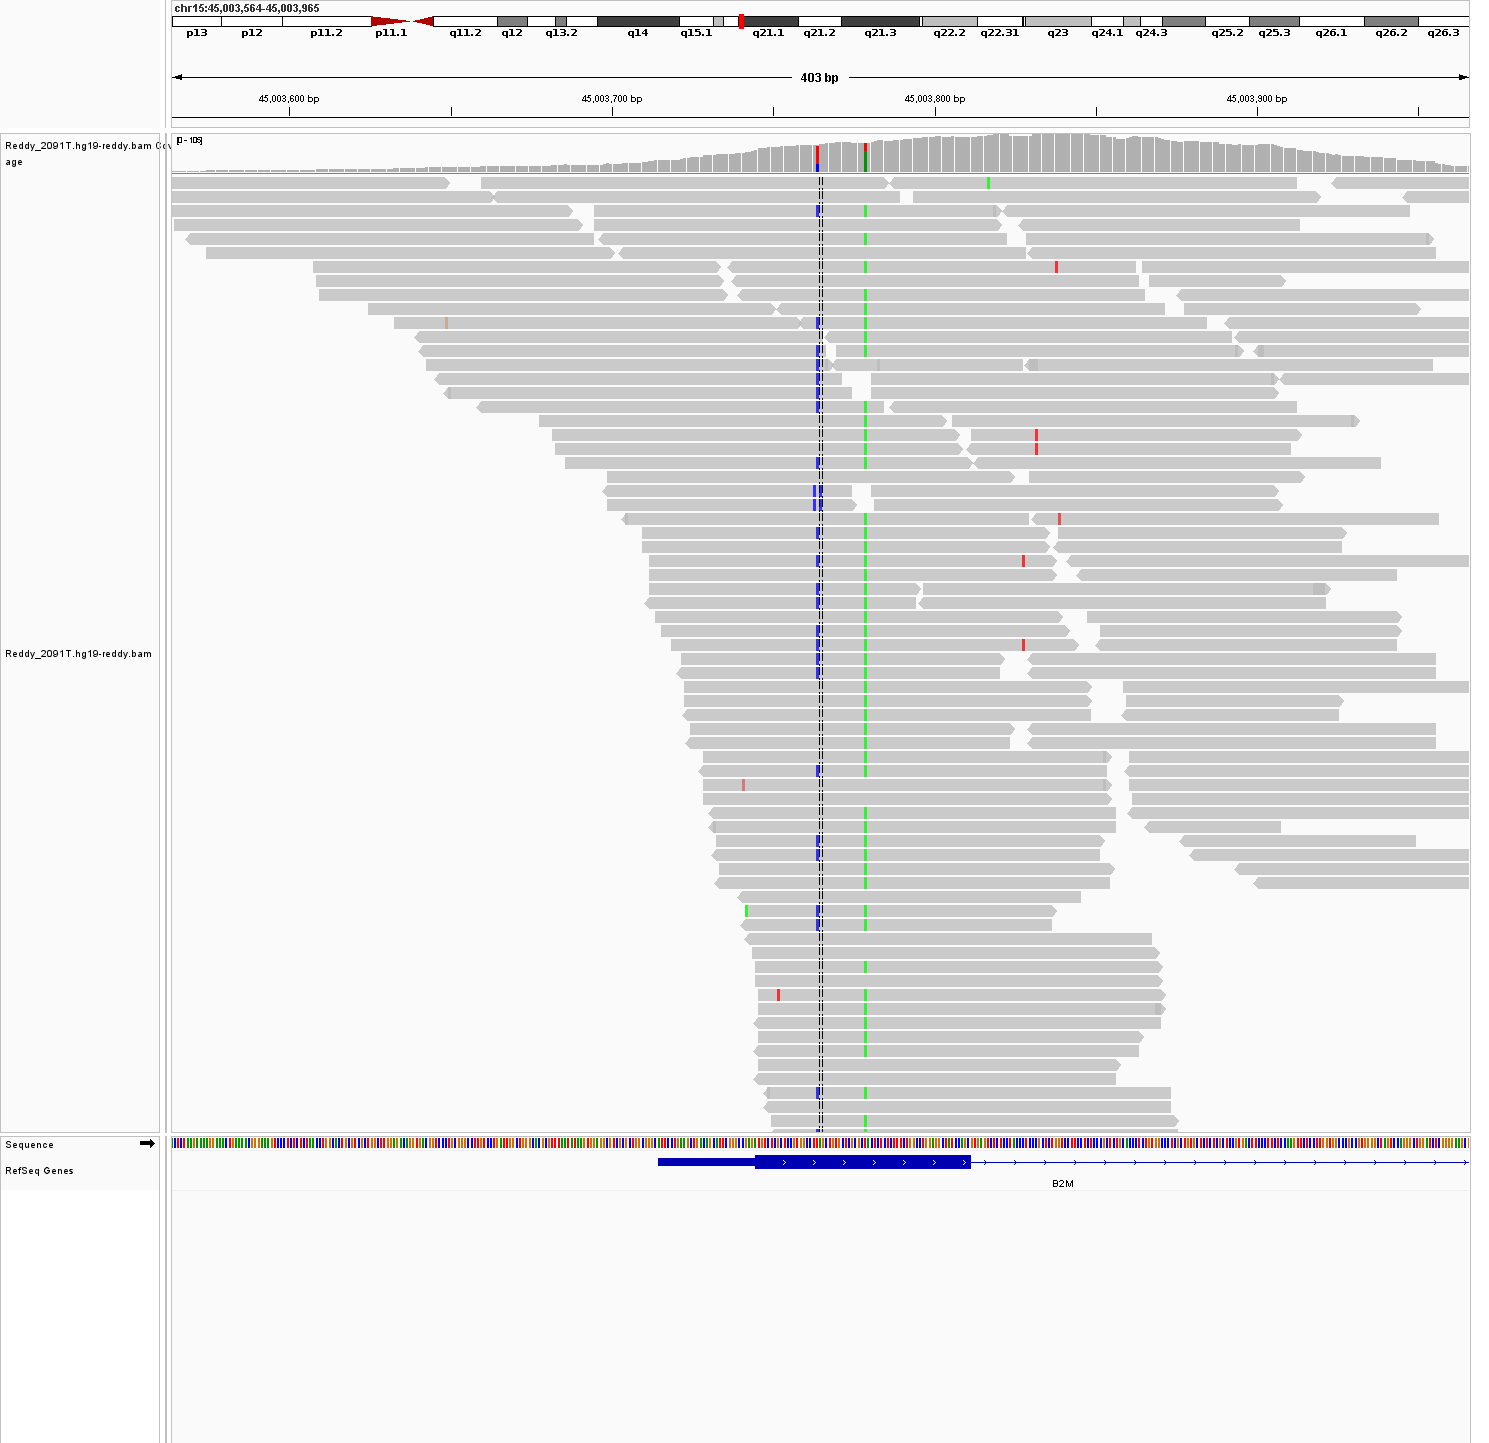 chr15:45,003,564-45,003,965
p13 p12 p11.2 p11.1 q11.2 q12 q13.2 q14 q15.1 q21.1 q21.2 q21.3 q22.2 q22.31 q23 q24.1 q24.3 q25.2 q25.3 q26.1 q26.2 q26.3
403 bp
45,003,600 bp 45,003,700 bp 45,003,800 bp 45,003,900 bp
Reddy_2091T.hg19-reddy.bam Cov
age
Reddy_2091T.hg19-reddy.bam
Sequence
RefSeq Genes
B2M